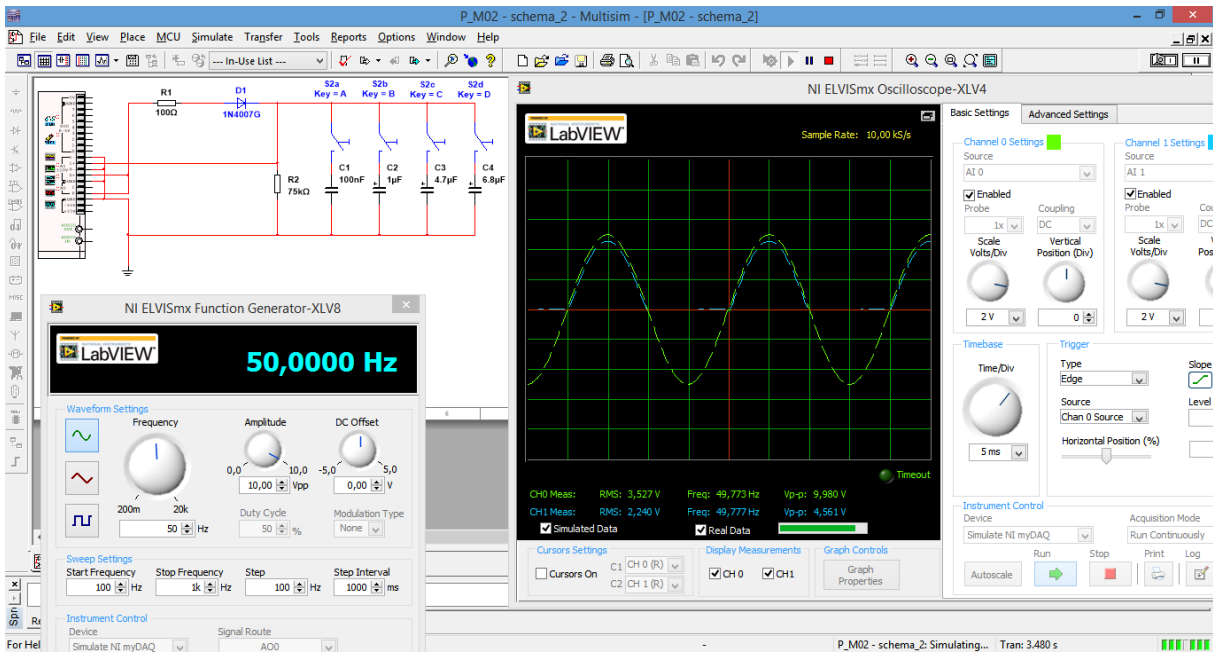 P_M02 - schema_2 - Multisim - [P_M02 - schema_2]
File Edit View Place MCU Simulate Transfer Tools Reports Options Window Help
--- In-Use List ---
S2a S2b S2c S2d
Key = A Key = B Key = C Key = D
R1
100Ω
D1
1N4007G
R2
75kΩ
C1 C2 C3 C4
100nF 1µF 4.7µF 6.8µF
MISC
NI ELVISmx Function Generator-XLV8
LabVIEW
50,0000 Hz
Waveform Settings
Frequency Amplitude DC Offset
0,0 10,0 -5,0 5,0
10,00 Vpp 0,00 V
200m 20k
50 Hz
Duty Cycle Modulation Type
50 % None
Sweep Settings
Start Frequency Stop Frequency Step Step Interval
100 Hz 1k Hz 100 Hz 1000 ms
Instrument Control
Device Signal Route
Simulate NI myDAQ AO0
6
NI ELVISmx Oscilloscope-XLV4
LabVIEW
Sample Rate: 10,00 kS/s
Timeout
CH0 Meas: RMS: 3,527 V Freq: 49,773 Hz Vp-p: 9,980 V
CH1 Meas: RMS: 2,240 V Freq: 49,777 Hz Vp-p: 4,561 V
Simulated Data Real Data
Cursors Settings Display Measurements Graph Controls
Cursors On C1 CH 0 (R) CH 0 CH1 Graph Properties
C2 CH 1 (R)
Basic Settings Advanced Settings
Channel 0 Settings Channel 1 Settings
Source Source
AI 0 AI 1
Enabled Enabled
Probe Coupling Probe Cou
1x DC 1x DC
Scale Vertical Scale V
Volts/Div Position (Div) Volts/Div Pos
2 V 0 2 V
Timebase Trigger
Time/Div Type Slope
Edge
Source Level
Chan 0 Source
Horizontal Position (%)
5 ms
Instrument Control
Device Acquisition Mode
Simulate NI myDAQ Run Continuously
Run Stop Print Log
Autoscale
Spr
Re
For Hel
-
P_M02 - schema_2: Simulating... Tran: 3.480 s